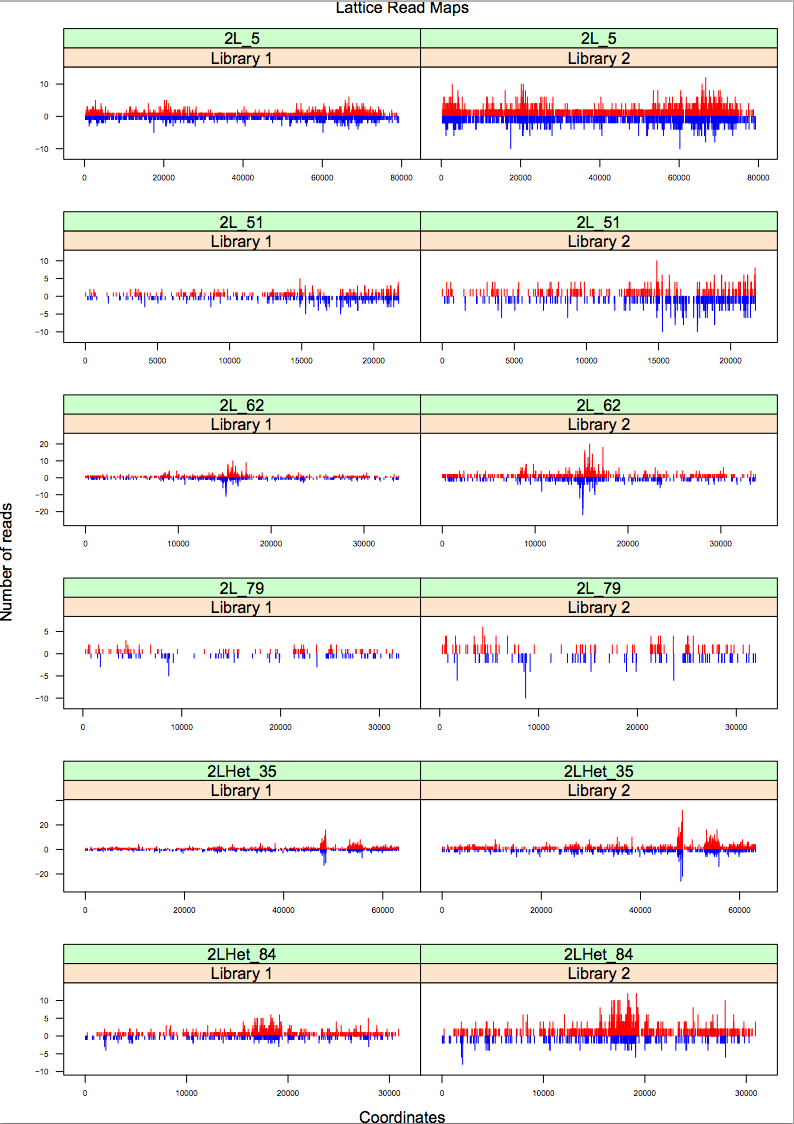 Lattice Read Maps
2L_5 2L_5
Library 1 Library 2
10
0
−10
0 20000 40000 60000 80000 0 20000 40000 60000 80000
2L_51 2L_51
Library 1 Library 2
10
5
0
−5
−10
0 5000 10000 15000 20000 0 5000 10000 15000 20000
2L_62 2L_62
Library 1 Library 2
20
10
0
−10
−20
0 10000 20000 30000 0 10000 20000 30000
Number of reads
2L_79 2L_79
Library 1 Library 2
5
0
−5
−10
0 10000 20000 30000 0 10000 20000 30000
2LHet_35 2LHet_35
Library 1 Library 2
20
0
−20
0 20000 40000 60000 0 20000 40000 60000
2LHet_84 2LHet_84
Library 1 Library 2
10
5
0
−5
−10
0 10000 20000 30000 0 10000 20000 30000
Coordinates